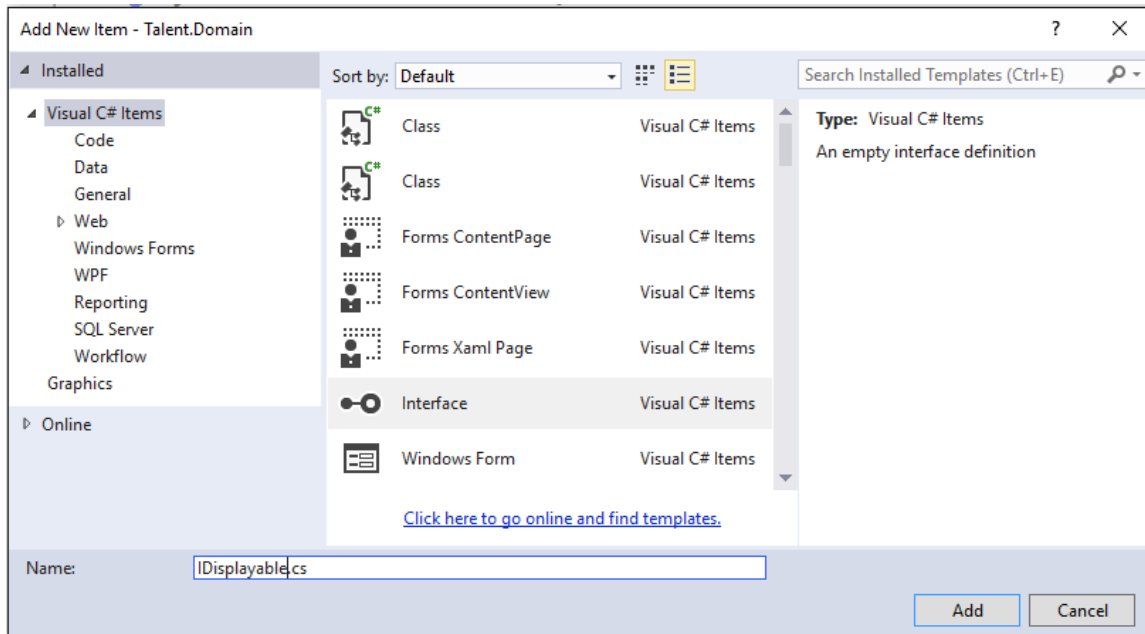 Add New Item - Talent.Domain
? 
Installed
Sort by: Default
Search Installed Templates (Ctrl+E)
Visual C# Items
Code
Data
General
Web
Windows Forms
WPF
Reporting
SQL Server
Workflow
Graphics
Online
C#
Class Visual C# Items
C#
Class Visual C# Items
Forms ContentPage Visual C# Items
Forms ContentView Visual C# Items
Forms Xaml Page Visual C# Items
Interface Visual C# Items
Windows Form Visual C# Items
Click here to go online and find templates.
Type: Visual C# Items
An empty interface definition
Name: IDisplayable.cs
Add Cancel